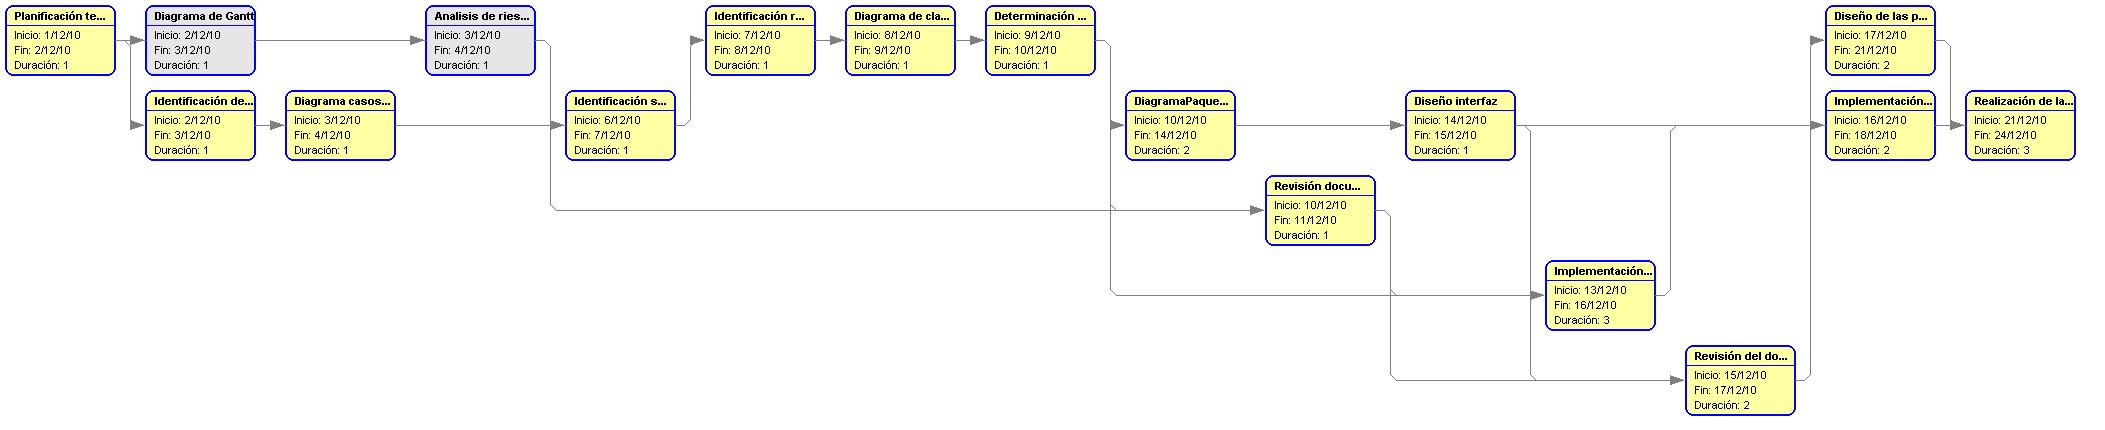 Planificación te...
Inicio: 1/12/10
Fin: 2/12/10
Duración: 1
Diagrama de Gantt
Inicio: 2/12/10
Fin: 3/12/10
Duración: 1
Analisis de ries...
Inicio: 3/12/10
Fin: 4/12/10
Duración: 1
Identificación r...
Inicio: 7/12/10
Fin: 8/12/10
Duración: 1
Diagrama de cla...
Inicio: 8/12/10
Fin: 9/12/10
Duración: 1
Determinación ...
Inicio: 9/12/10
Fin: 10/12/10
Duración: 1
Diseño de las p...
Inicio: 17/12/10
Fin: 21/12/10
Duración: 2
Identificación de...
Inicio: 2/12/10
Fin: 3/12/10
Duración: 1
Diagrama casos...
Inicio: 3/12/10
Fin: 4/12/10
Duración: 1
Identificación s...
Inicio: 6/12/10
Fin: 7/12/10
Duración: 1
DiagramaPaque...
Inicio: 10/12/10
Fin: 14/12/10
Duración: 2
Diseño interfaz
Inicio: 14/12/10
Fin: 15/12/10
Duración: 1
Implementación...
Inicio: 16/12/10
Fin: 18/12/10
Duración: 2
Realización de la...
Inicio: 21/12/10
Fin: 24/12/10
Duración: 3
Revisión docu...
Inicio: 10/12/10
Fin: 11/12/10
Duración: 1
Implementación...
Inicio: 13/12/10
Fin: 16/12/10
Duración: 3
Revisión del do...
Inicio: 15/12/10
Fin: 17/12/10
Duración: 2